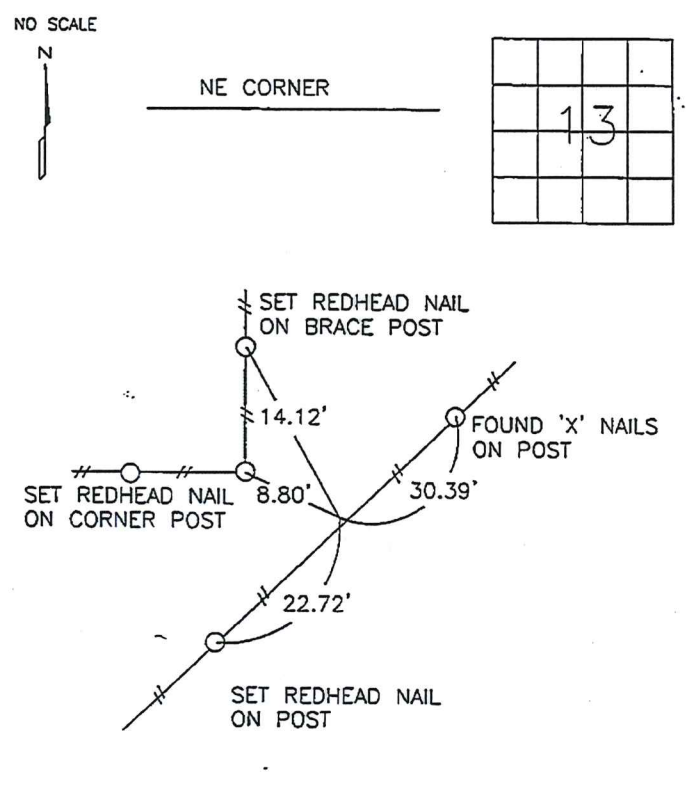 NO SCALE
N
NE CORNER
13
SET REDHEAD NAIL
ON BRACE POST
14.12'
FOUND 'X' NAILS
ON POST
8.80'
30.39'
SET REDHEAD NAIL
ON CORNER POST
22.72'
SET REDHEAD NAIL
ON POST